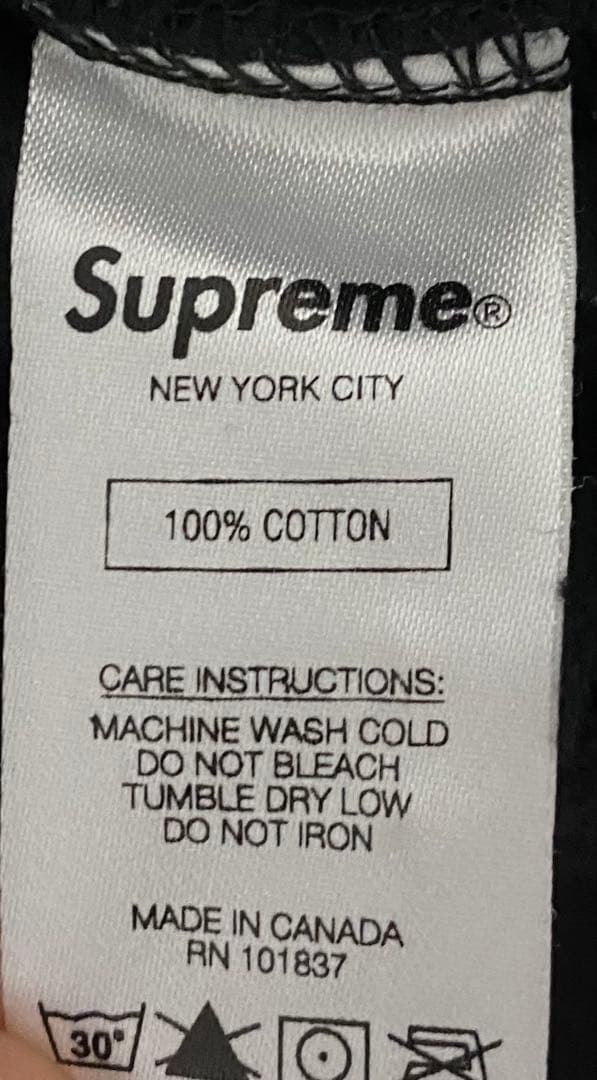 Supreme®
NEW YORK CITY
100% COTTON
CARE INSTRUCTIONS:
MACHINE WASH COLD
DO NOT BLEACH
TUMBLE DRY LOW
DO NOT IRON
MADE IN CANADA
RN 101837
30°